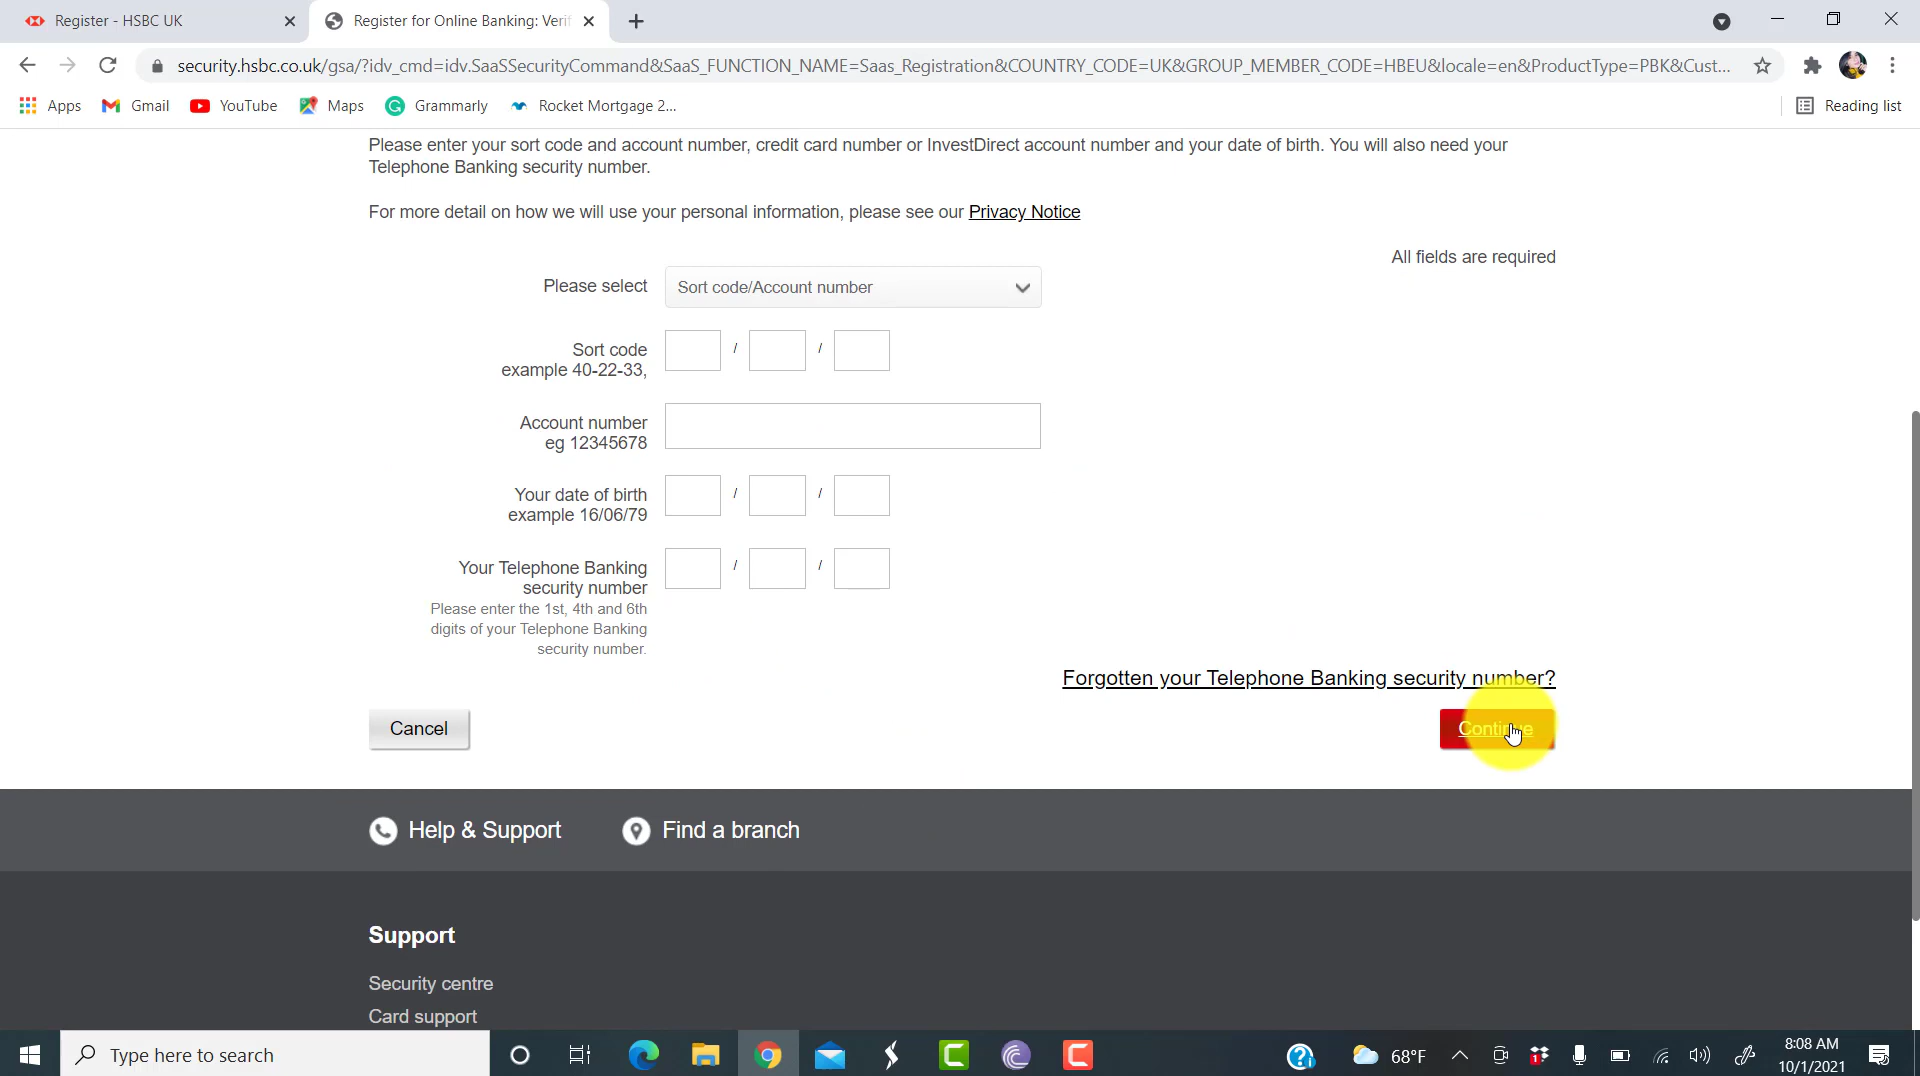 Register - HSBC UK
Register for Online Banking: Verif
security.hsbc.co.uk/gsa/?idv_cmd=idv.SaaSSecurityCommand&SaaS_FUNCTION_NAME=Saas_Registration&COUNTRY_CODE=UK&GROUP_MEMBER_CODE=HBEU&locale=en&ProductType=PBK&Cust...
Apps Gmail YouTube Maps Grammarly Rocket Mortgage 2... Reading list
Please enter your sort code and account number, credit card number or InvestDirect account number and your date of birth. You will also need your
Telephone Banking security number.
For more detail on how we will use your personal information, please see our Privacy Notice
All fields are required
Please select Sort code/Account number
Sort code / /
example 40-22-33,
Account number
eg 12345678
Your date of birth / /
example 16/06/79
Your Telephone Banking / /
security number
Please enter the 1st, 4th and 6th
digits of your Telephone Banking
security number.
Forgotten your Telephone Banking security number?
Cancel Continue
Help & Support Find a branch
Support
Security centre
Card support
Type here to search
68°F
8:08 AM
10/1/2021